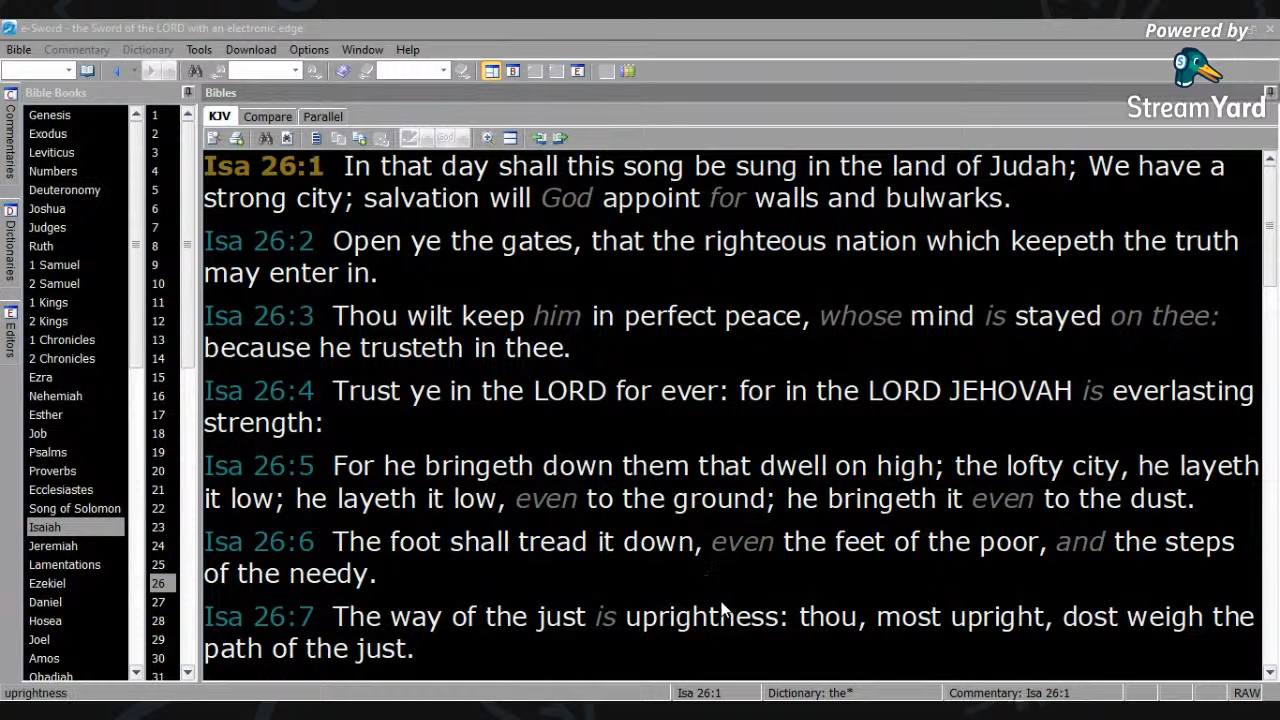 e-Sword - the Sword of the LORD with an electronic edge
Powered by
StreamYard
Bible Commentary Dictionary Tools Download Options Window Help
B E
Commentaries
Dictionaries
Editors
Bible Books
Genesis 1
Exodus 2
Leviticus 3
Numbers 4
Deuteronomy 5
Joshua 6
Judges 7
Ruth 8
1 Samuel 9
2 Samuel 10
1 Kings 11
2 Kings 12
1 Chronicles 13
2 Chronicles 14
Ezra 15
Nehemiah 16
Esther 17
Job 18
Psalms 19
Proverbs 20
Ecclesiastes 21
Song of Solomon 22
Isaiah 23
Jeremiah 24
Lamentations 25
Ezekiel 26
Daniel 27
Hosea 28
Joel 29
Amos 30
Obadiah 31
Bibles
KJV Compare Parallel
God
Isa 26:1 In that day shall this song be sung in the land of Judah; We have a
strong city; salvation will God appoint for walls and bulwarks.
Isa 26:2 Open ye the gates, that the righteous nation which keepeth the truth
may enter in.
Isa 26:3 Thou wilt keep him in perfect peace, whose mind is stayed on thee:
because he trusteth in thee.
Isa 26:4 Trust ye in the LORD for ever: for in the LORD JEHOVAH is everlasting
strength:
Isa 26:5 For he bringeth down them that dwell on high; the lofty city, he layeth
it low; he layeth it low, even to the ground; he bringeth it even to the dust.
Isa 26:6 The foot shall tread it down, even the feet of the poor, and the steps
of the needy.
Isa 26:7 The way of the just is uprightness: thou, most upright, dost weigh the
path of the just.
uprightness Isa 26:1 Dictionary: the* Commentary: Isa 26:1 RAW